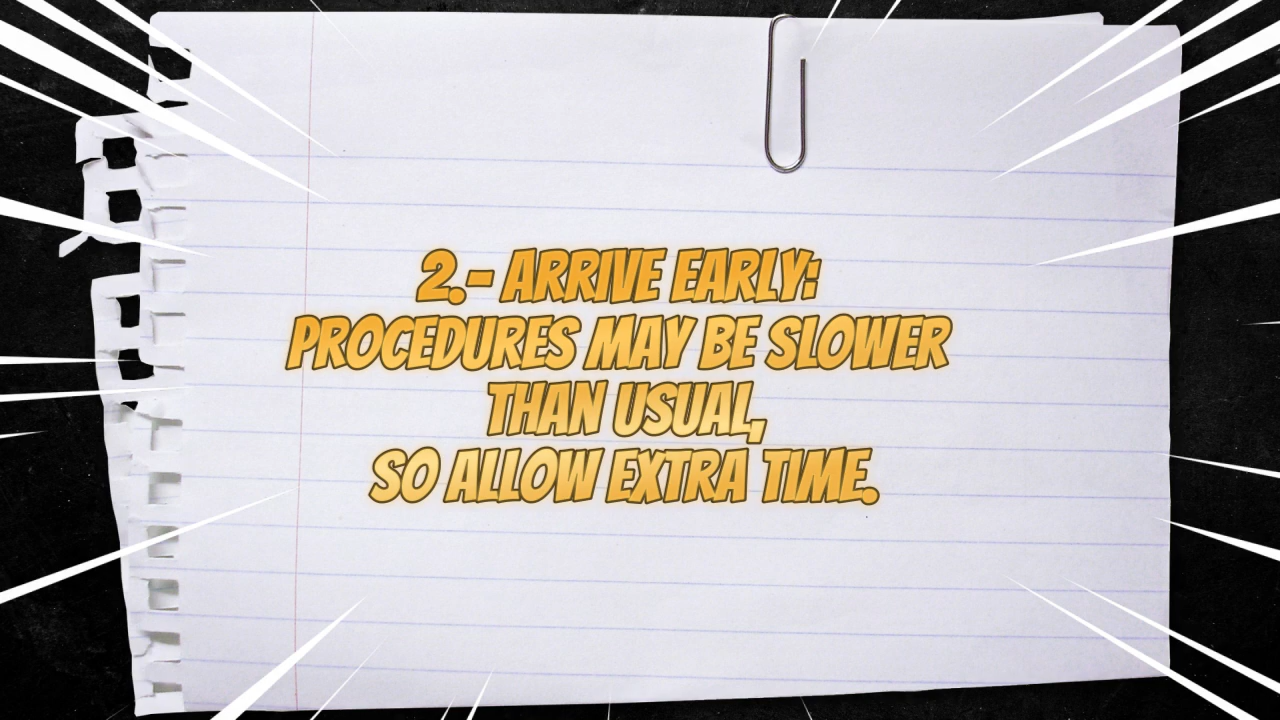 2.- ARRIVE EARLY:
PROCEDURES MAY BE SLOWER
THAN USUAL,
SO ALLOW EXTRA TIME.